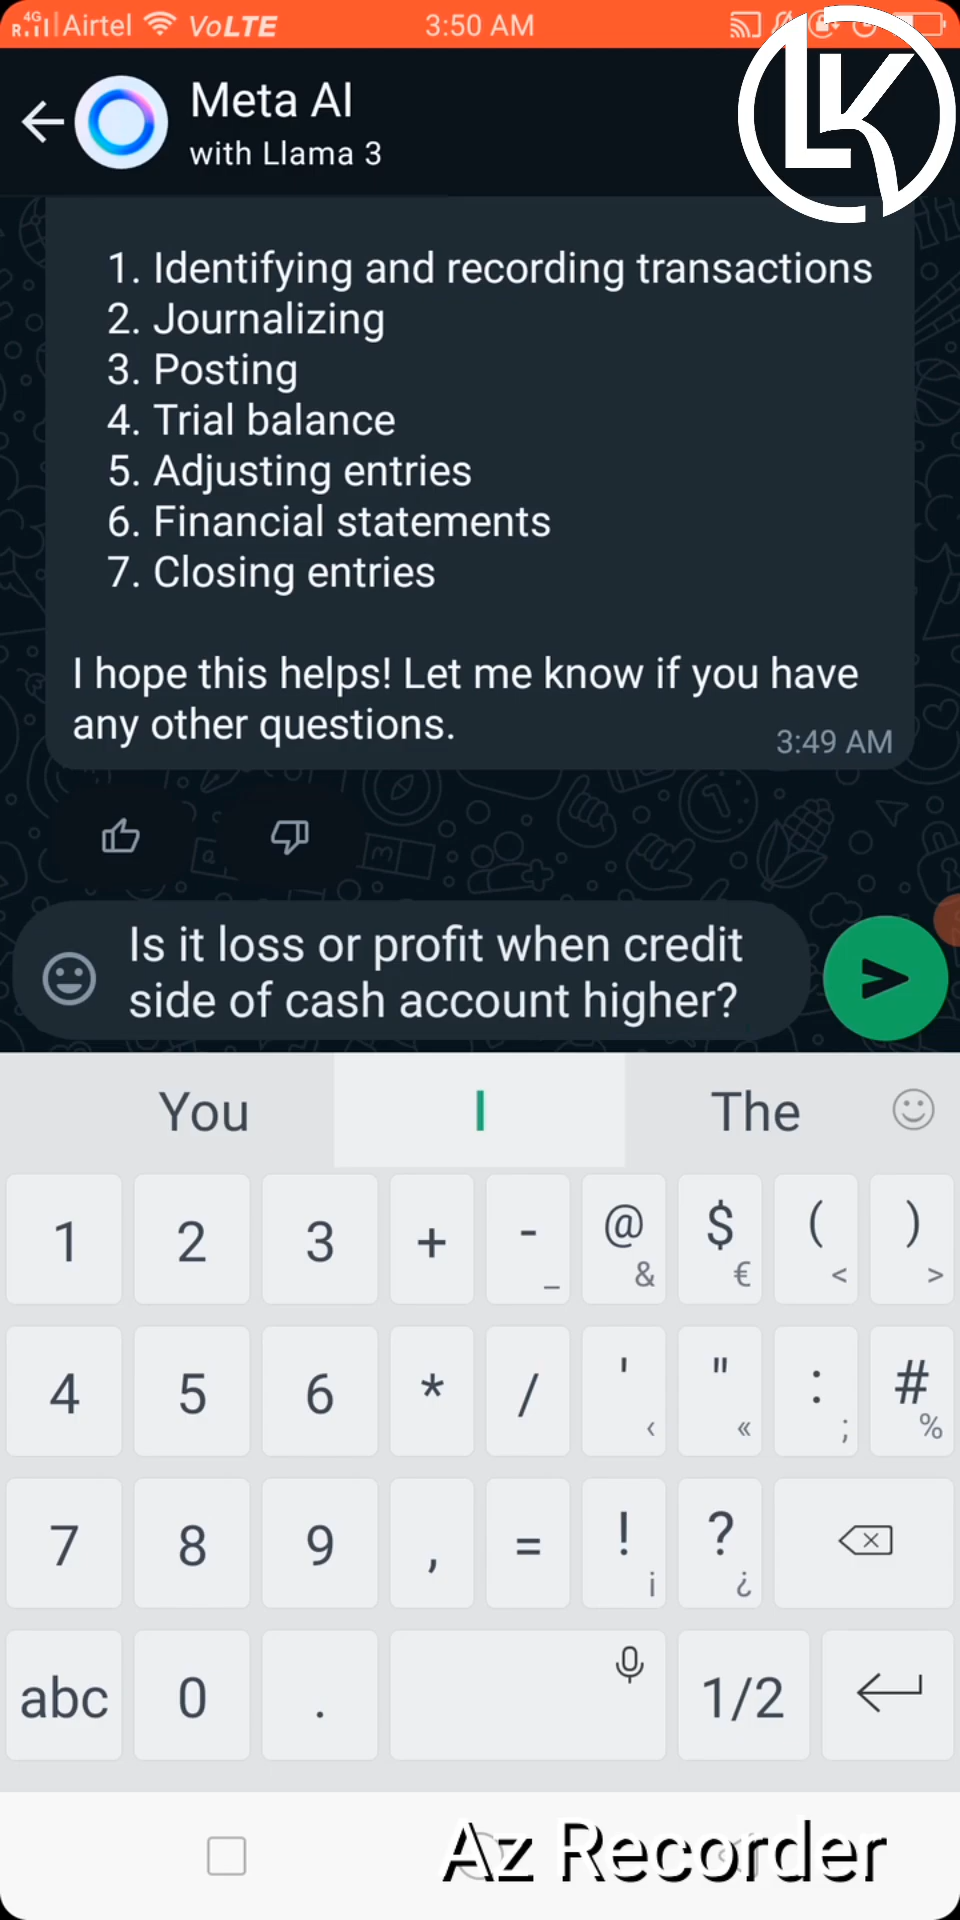 R 4G Airtel VoLTE 3:50 AM
LK
Meta AI
with Llama 3
1. Identifying and recording transactions
2. Journalizing
3. Posting
4. Trial balance
5. Adjusting entries
6. Financial statements
7. Closing entries
I hope this helps! Let me know if you have
any other questions.
3:49 AM
Is it loss or profit when credit
side of cash account higher?
You I The
1 2 3 + - _ @ & $ € ( < ) >
4 5 6 * / ' ‹ " « : ; # %
7 8 9 , = ! ¡ ? ¿
abc 0 . 1/2
Az Recorder